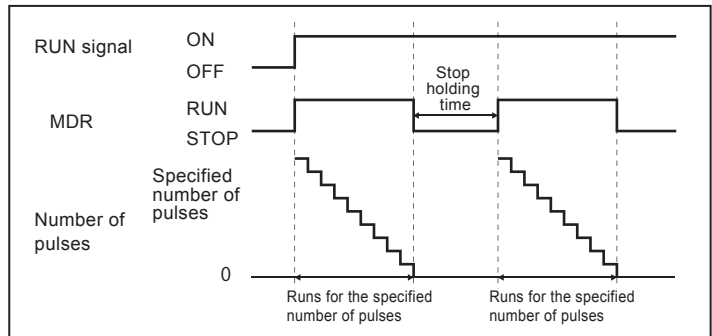 RUN signal
ON
OFF
MDR
RUN
STOP
Stop
holding
time
Number of
pulses
Specified
number of
pulses
0
Runs for the specified
number of pulses
Runs for the specified
number of pulses